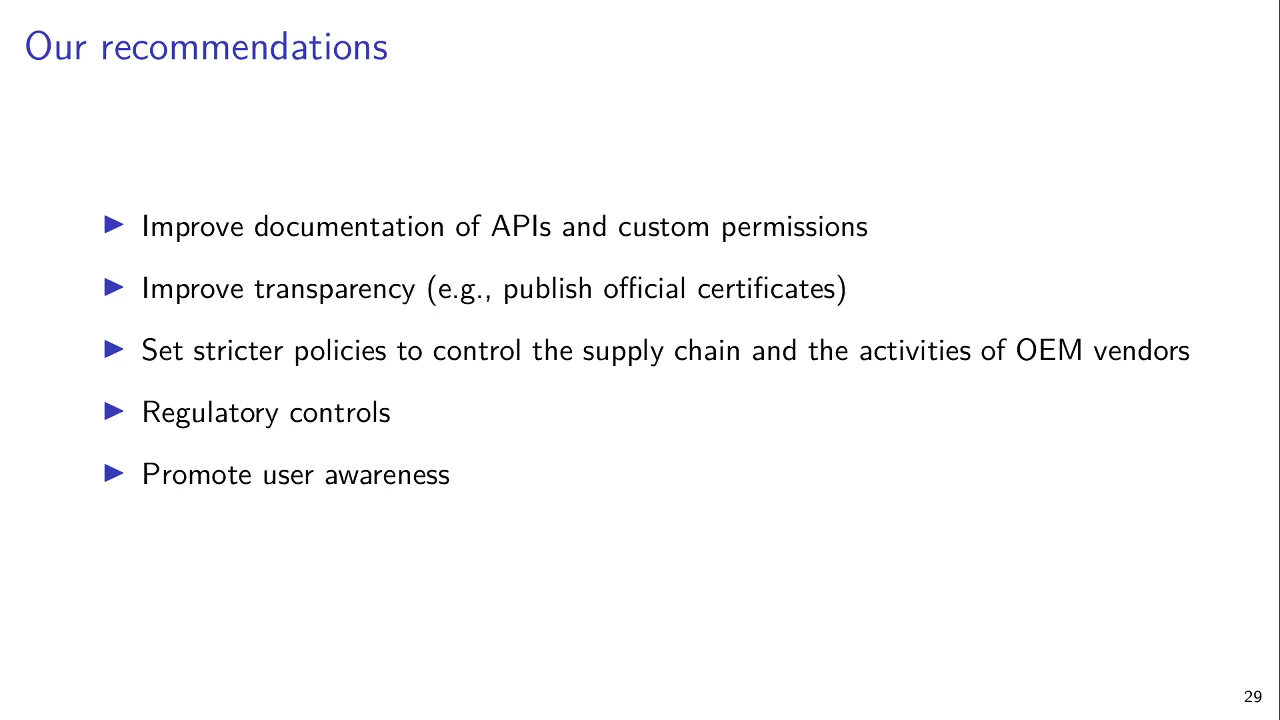 Our recommendations
▶ Improve documentation of APIs and custom permissions
▶ Improve transparency (e.g., publish official certificates)
▶ Set stricter policies to control the supply chain and the activities of OEM vendors
▶ Regulatory controls
▶ Promote user awareness
29